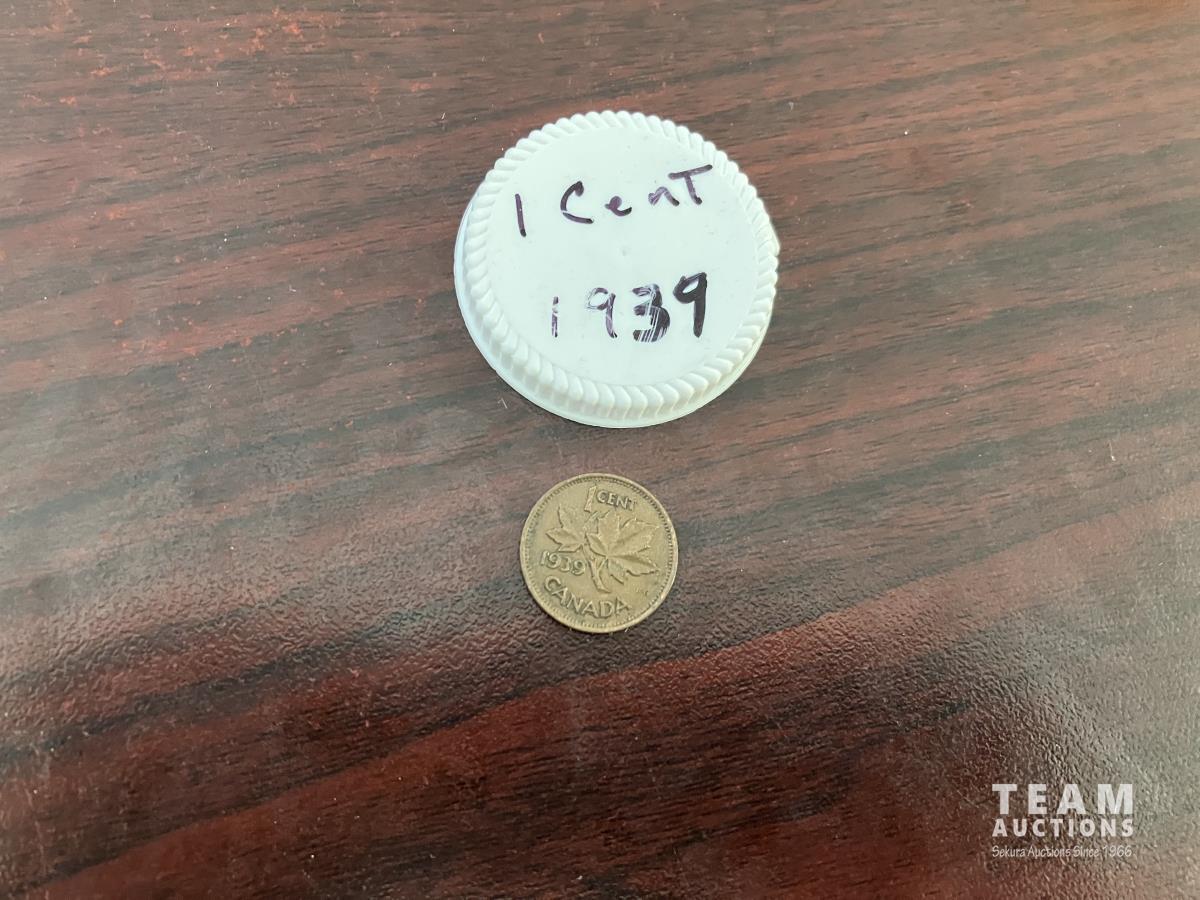 1 Cent
1939
1 CENT
1939
CANADA
TEAM
AUCTIONS
Sekura Auctions Since 1966